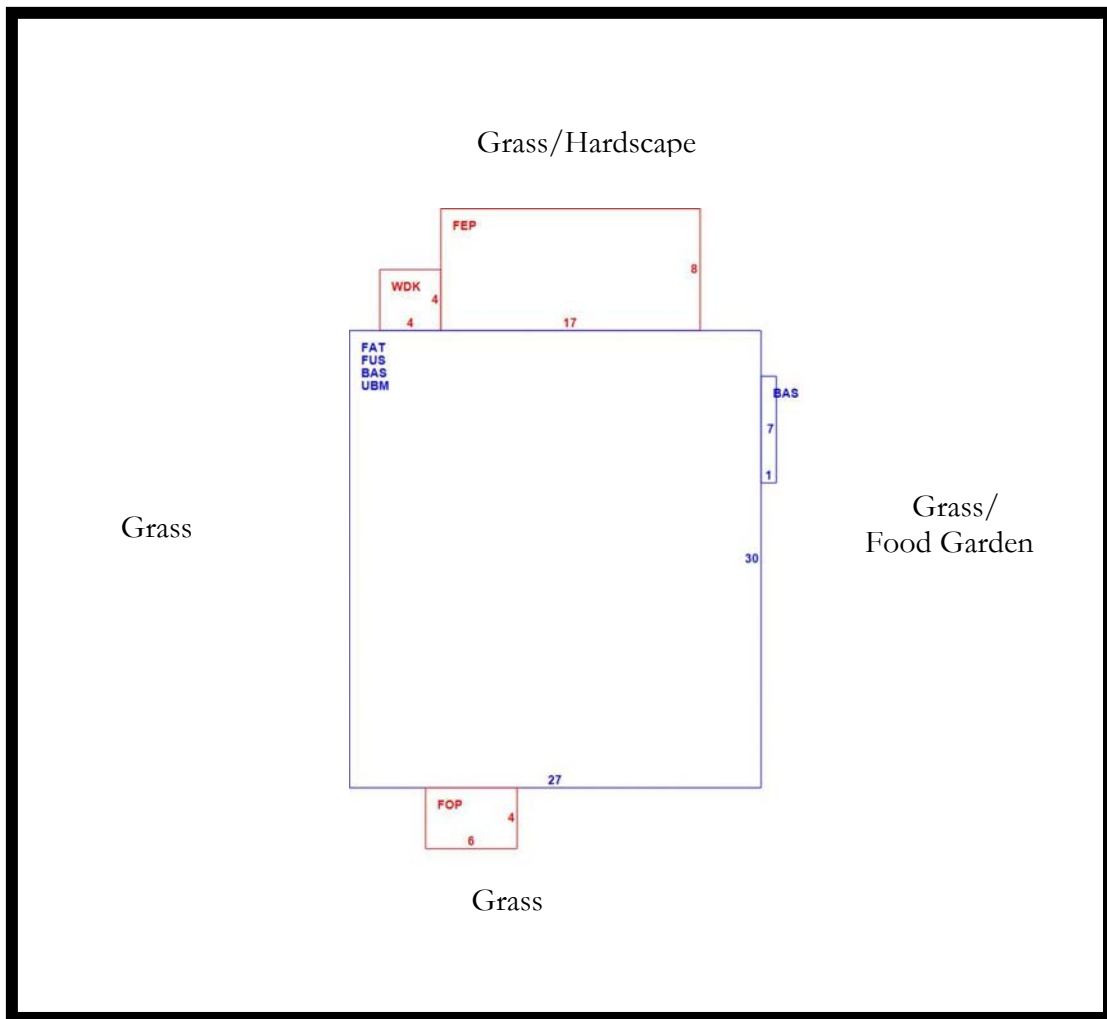 Grass/Hardscape
FEP
8
WDK
4
4
17
FAT
FUS
BAS
UBM
BAS
7
1
Grass
Grass/
Food Garden
30
27
FOP
4
6
Grass